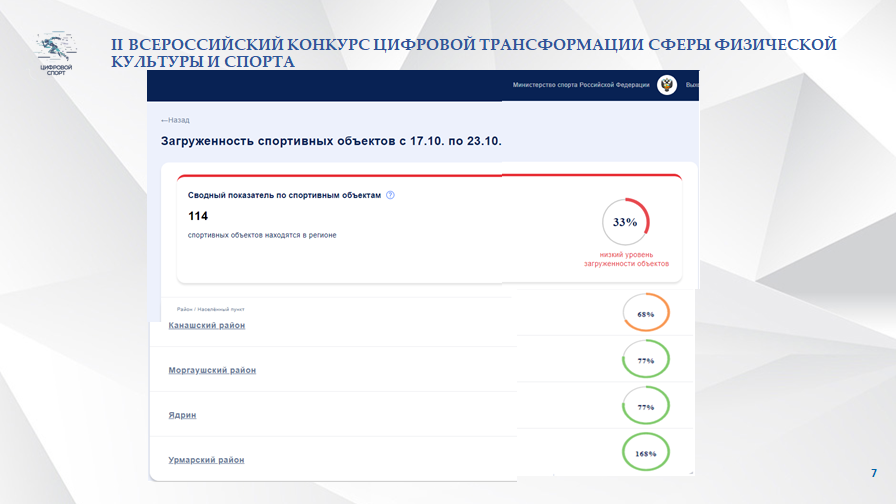 II ВСЕРОССИЙСКИЙ КОНКУРС ЦИФРОВОЙ ТРАНСФОРМАЦИИ СФЕРЫ ФИЗИЧЕСКОЙ
КУЛЬТУРЫ И СПОРТА
ЦИФРОВОЙ
СПОРТ
Министерство спорта Российской Федерации
←Назад
Загруженность спортивных объектов с 17.10. по 23.10.
Сводный показатель по спортивным объектам ?
114
спортивных объектов находятся в регионе
33%
низкий уровень
загруженности объектов
Район / Населенный пункт
Канашский район
68%
Моргаушский район
77%
Ядрин
77%
Урмарский район
168%
7